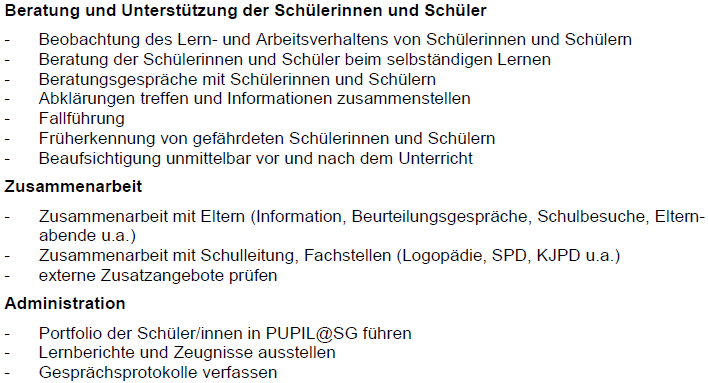 Beratung und Unterstützung der Schülerinnen und Schüler
- Beobachtung des Lern- und Arbeitsverhaltens von Schülerinnen und Schülern
- Beratung der Schülerinnen und Schüler beim selbständigen Lernen
- Beratungsgespräche mit Schülerinnen und Schülern
- Abklärungen treffen und Informationen zusammenstellen
- Fallführung
- Früherkennung von gefährdeten Schülerinnen und Schülern
- Beaufsichtigung unmittelbar vor und nach dem Unterricht
Zusammenarbeit
- Zusammenarbeit mit Eltern (Information, Beurteilungsgespräche, Schulbesuche, Eltern-
abende u.a.)
- Zusammenarbeit mit Schulleitung, Fachstellen (Logopädie, SPD, KJPD u.a.)
- externe Zusatzangebote prüfen
Administration
- Portfolio der Schüler/innen in PUPIL@SG führen
- Lernberichte und Zeugnisse ausstellen
- Gesprächsprotokolle verfassen